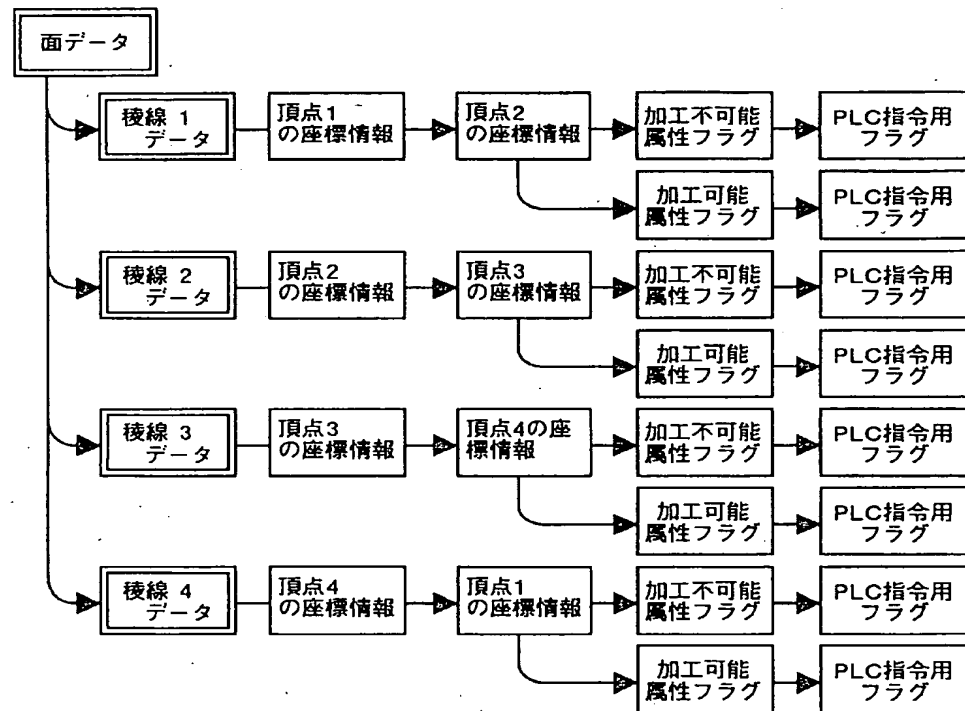 面データ
稜線 1
データ
頂点1
の座標情報
頂点2
の座標情報
加工不可能
属性フラグ
PLC指令用
フラグ
加工可能
属性フラグ
PLC指令用
フラグ
稜線 2
データ
頂点2
の座標情報
頂点3
の座標情報
加工不可能
属性フラグ
PLC指令用
フラグ
加工可能
属性フラグ
PLC指令用
フラグ
稜線 3
データ
頂点3
の座標情報
頂点4の座
標情報
加工不可能
属性フラグ
PLC指令用
フラグ
加工可能
属性フラグ
PLC指令用
フラグ
稜線 4
データ
頂点4
の座標情報
頂点1
の座標情報
加工不可能
属性フラグ
PLC指令用
フラグ
加工可能
属性フラグ
PLC指令用
フラグ